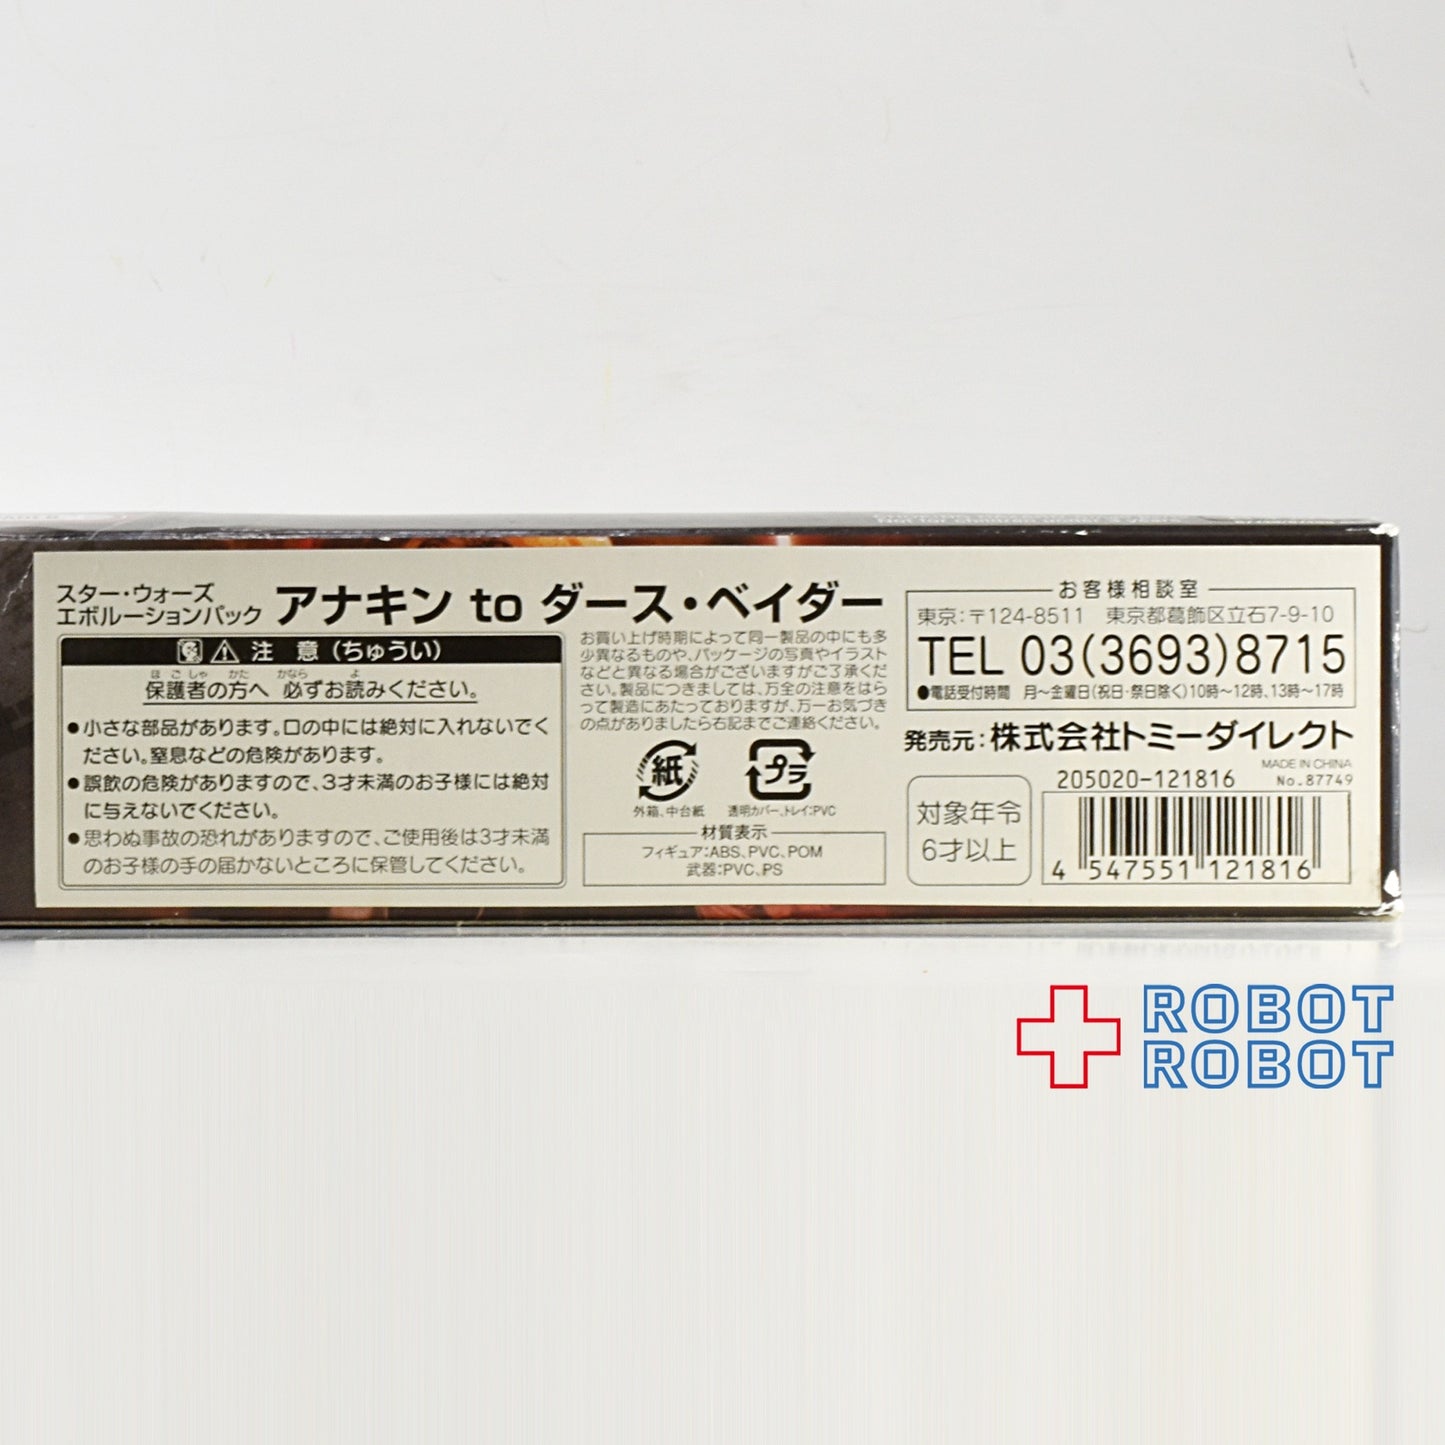 スター・ウォーズ
エボルーションパック
アナキン to ダース・ベイダー
注 意 (ちゅうい)
ほごしゃ かた かなら よ
保護者の方へ 必ずお読みください。
●小さな部品があります。口の中には絶対に入れないでく
ださい。窒息などの危険があります。
●誤飲の危険がありますので、3才未満のお子様には絶対
に与えないでください。
●思わぬ事故の恐れがありますので、ご使用後は3才未満
のお子様の手の届かないところに保管してください。
お買い上げ時期によって同一製品の中にも多
少異なるものや、パッケージの写真やイラスト
などと異なる場合がございますがご了承くだ
さい。製品につきましては、万全の注意をはら
って製造にあたっておりますが、万一お気づき
の点がありましたら右記までご連絡ください。
紙
外箱、中台紙
プラ
透明カバー、トレイ:PVC
材質表示
フィギュア:ABS、PVC、POM
武器:PVC、PS
お客様相談室
東京:〒124-8511 東京都葛飾区立石7-9-10
TEL 03(3693)8715
●電話受付時間 月〜金曜日(祝日・祭日除く)10時〜12時、13時〜17時
発売元:株式会社トミーダイレクト
MADE IN CHINA
205020-121816 No.87749
対象年令
6才以上
4 547551 121816
ROBOT
ROBOT